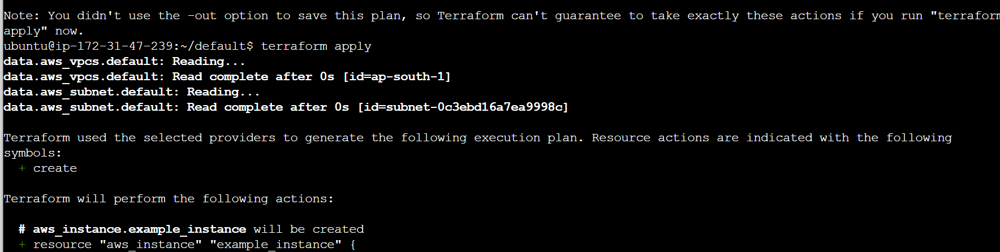 Note: You didn't use the -out option to save this plan, so Terraform can't guarantee to take exactly these actions if you run "terraform
apply" now.
ubuntu@ip-172-31-47-239:~/default$ terraform apply
data.aws_vpcs.default: Reading...
data.aws_vpcs.default: Read complete after 0s [id=ap-south-1]
data.aws_subnet.default: Reading...
data.aws_subnet.default: Read complete after 0s [id=subnet-0c3ebd16a7ea9998c]
Terraform used the selected providers to generate the following execution plan. Resource actions are indicated with the following
symbols:
+ create
Terraform will perform the following actions:
# aws_instance.example_instance will be created
+ resource "aws_instance" "example_instance" {